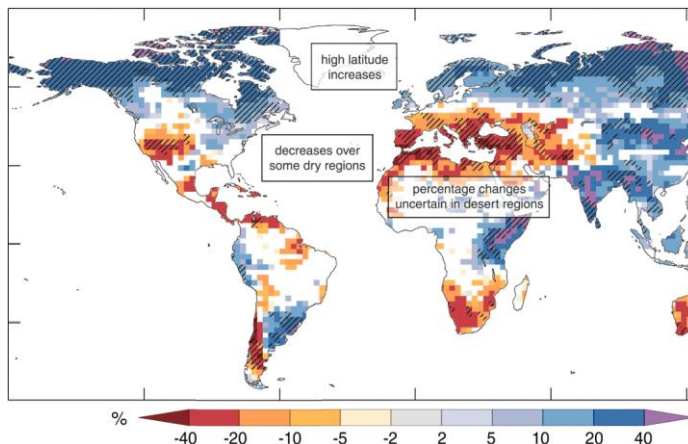 high latitude
increases
decreases over
some dry regions
percentage changes
uncertain in desert regions
% -40 -20 -10 -5 -2 2 5 10 20 40